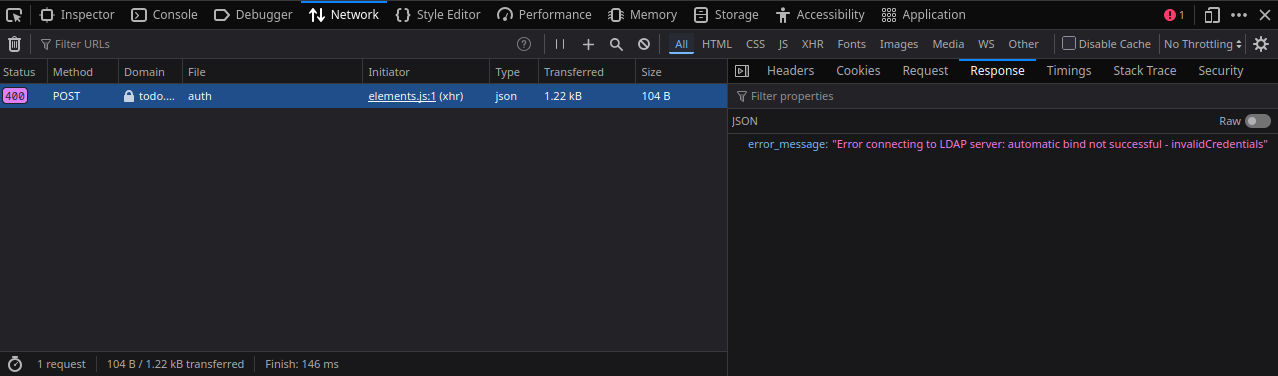 Inspector Console Debugger Network Style Editor Performance Memory Storage Accessibility Application 1
Filter URLs All HTML CSS JS XHR Fonts Images Media WS Other Disable Cache No Throttling
Status Method Domain File Initiator Type Transferred Size
400 POST todo.... auth elements.js:1 (xhr) json 1.22 kB 104 B
1 request 104 B / 1.22 kB transferred Finish: 146 ms
Headers Cookies Request Response Timings Stack Trace Security
Filter properties
JSON Raw
error_message: "Error connecting to LDAP server: automatic bind not successful - invalidCredentials"